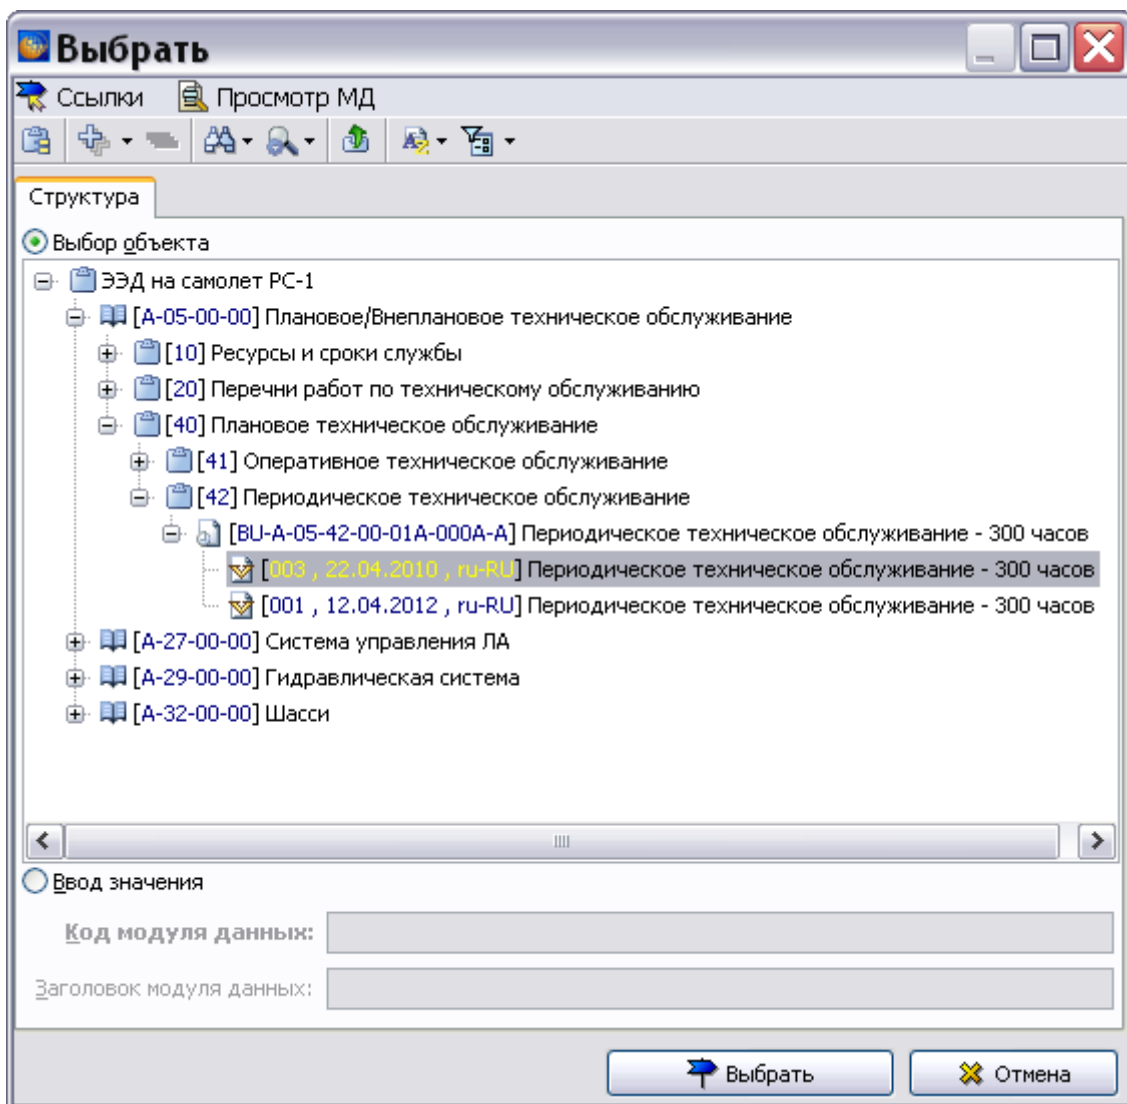 Выбрать
Ссылки Просмотр МД
Структура
Выбор объекта
ЭЭД на самолет РС-1
[A-05-00-00] Плановое/Внеплановое техническое обслуживание
[10] Ресурсы и сроки службы
[20] Перечни работ по техническому обслуживанию
[40] Плановое техническое обслуживание
[41] Оперативное техническое обслуживание
[42] Периодическое техническое обслуживание
[BU-A-05-42-00-01A-000A-A] Периодическое техническое обслуживание - 300 часов
[003 , 22.04.2010 , ru-RU] Периодическое техническое обслуживание - 300 часов
[001 , 12.04.2012 , ru-RU] Периодическое техническое обслуживание - 300 часов
[A-27-00-00] Система управления ЛА
[A-29-00-00] Гидравлическая система
[A-32-00-00] Шасси
Ввод значения
Код модуля данных:
Заголовок модуля данных:
Выбрать Отмена